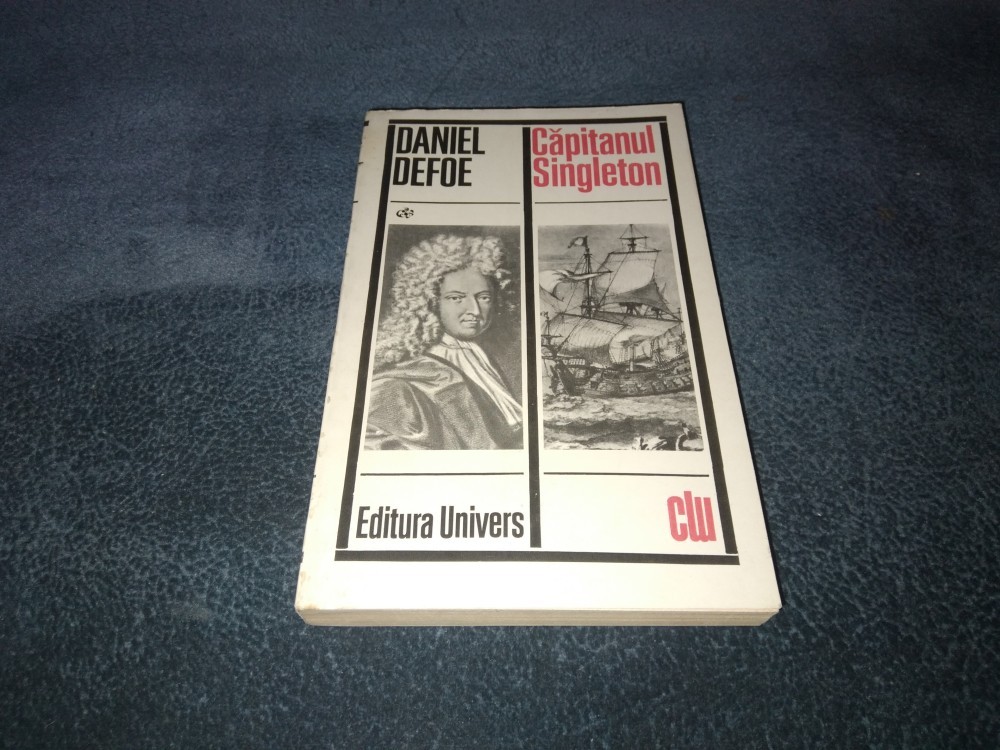 DANIEL
DEFOE
Căpitanul
Singleton
Editura Univers
clu